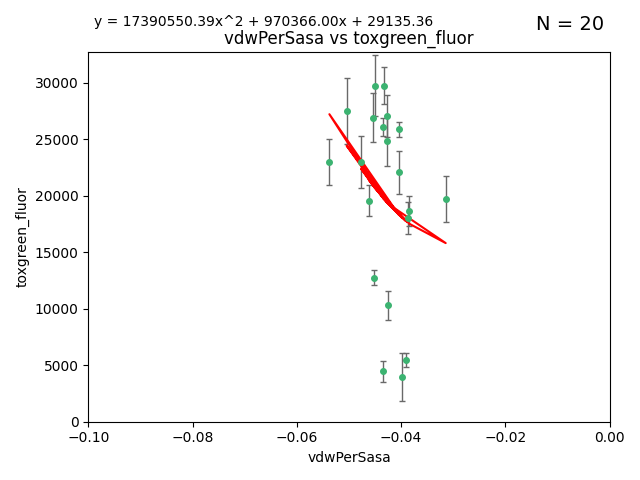 y = 17390550.39x^2 + 970366.00x + 29135.36
N = 20
vdwPerSasa vs toxgreen_fluor
toxgreen_fluor
30000
25000
20000
15000
10000
5000
0
−0.10
−0.08
−0.06
−0.04
−0.02
0.00
vdwPerSasa